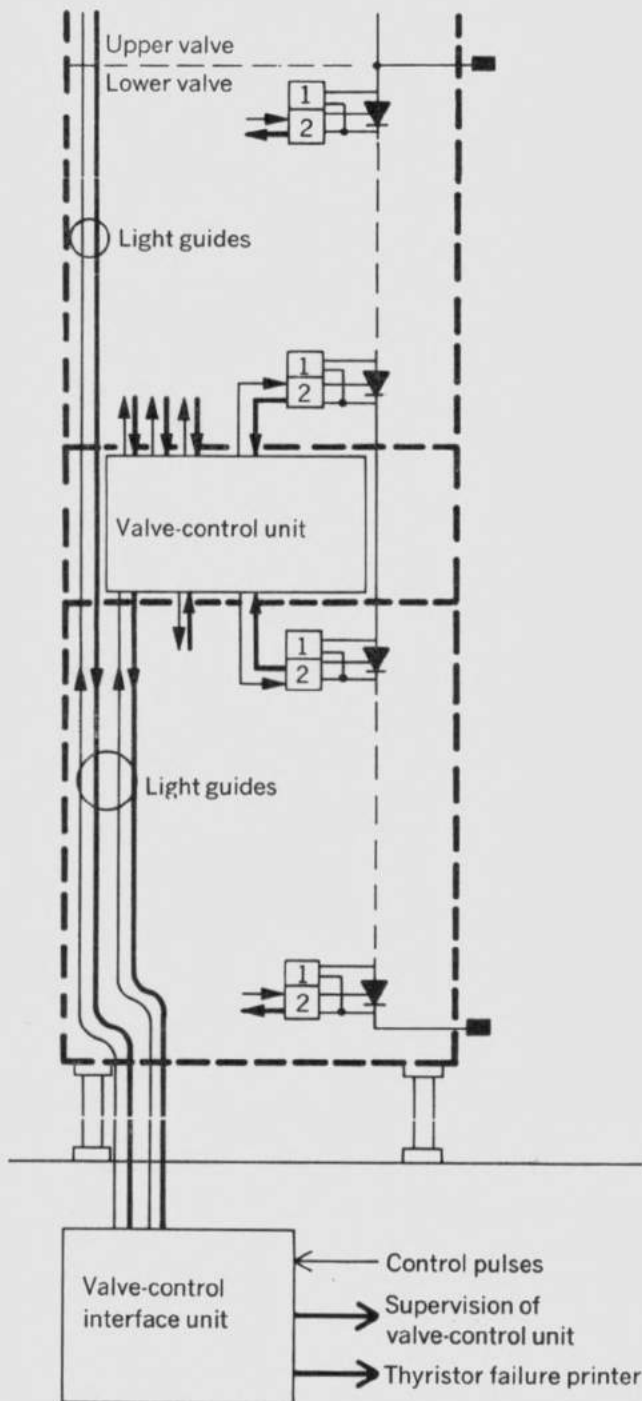 Upper valve
Lower valve
1
2
Light guides
1
2
Valve-control unit
1
2
Light guides
1
2
Valve-control
interface unit
Control pulses
Supervision of
valve-control unit
Thyristor failure printer